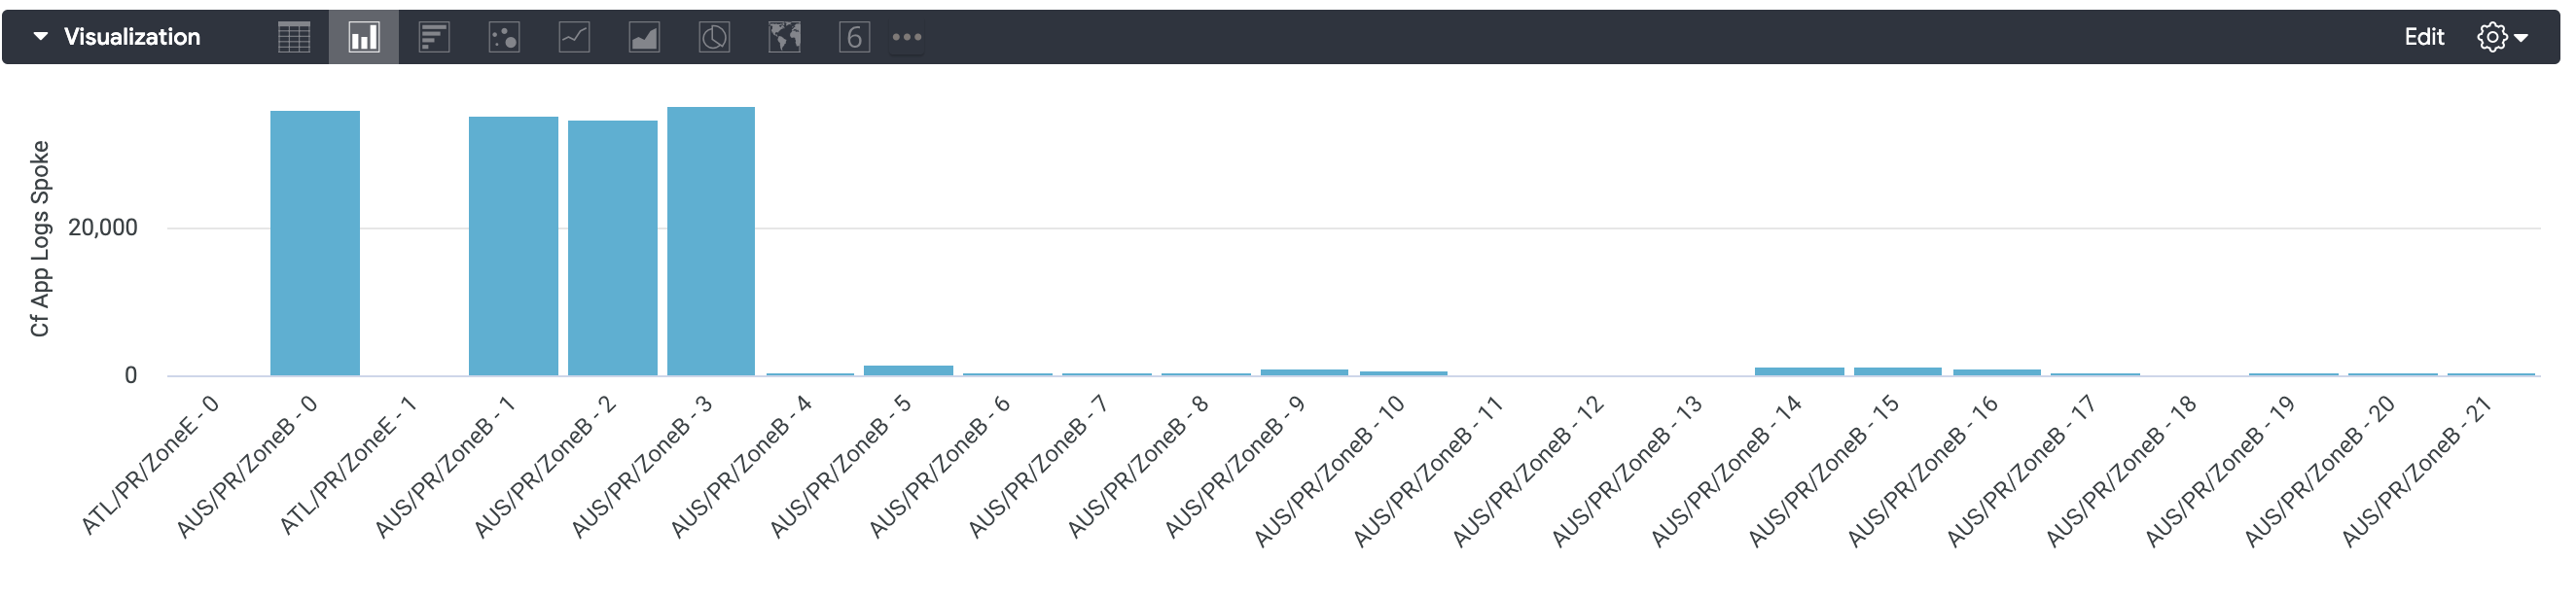 Visualization
6
Edit
Cf App Logs Spoke
20,000
0
ATL/PR/ZoneE - 0
AUS/PR/ZoneB - 0
ATL/PR/ZoneE - 1
AUS/PR/ZoneB - 1
AUS/PR/ZoneB - 2
AUS/PR/ZoneB - 3
AUS/PR/ZoneB - 4
AUS/PR/ZoneB - 5
AUS/PR/ZoneB - 6
AUS/PR/ZoneB - 7
AUS/PR/ZoneB - 8
AUS/PR/ZoneB - 9
AUS/PR/ZoneB - 10
AUS/PR/ZoneB - 11
AUS/PR/ZoneB - 12
AUS/PR/ZoneB - 13
AUS/PR/ZoneB - 14
AUS/PR/ZoneB - 15
AUS/PR/ZoneB - 16
AUS/PR/ZoneB - 17
AUS/PR/ZoneB - 18
AUS/PR/ZoneB - 19
AUS/PR/ZoneB - 20
AUS/PR/ZoneB - 21